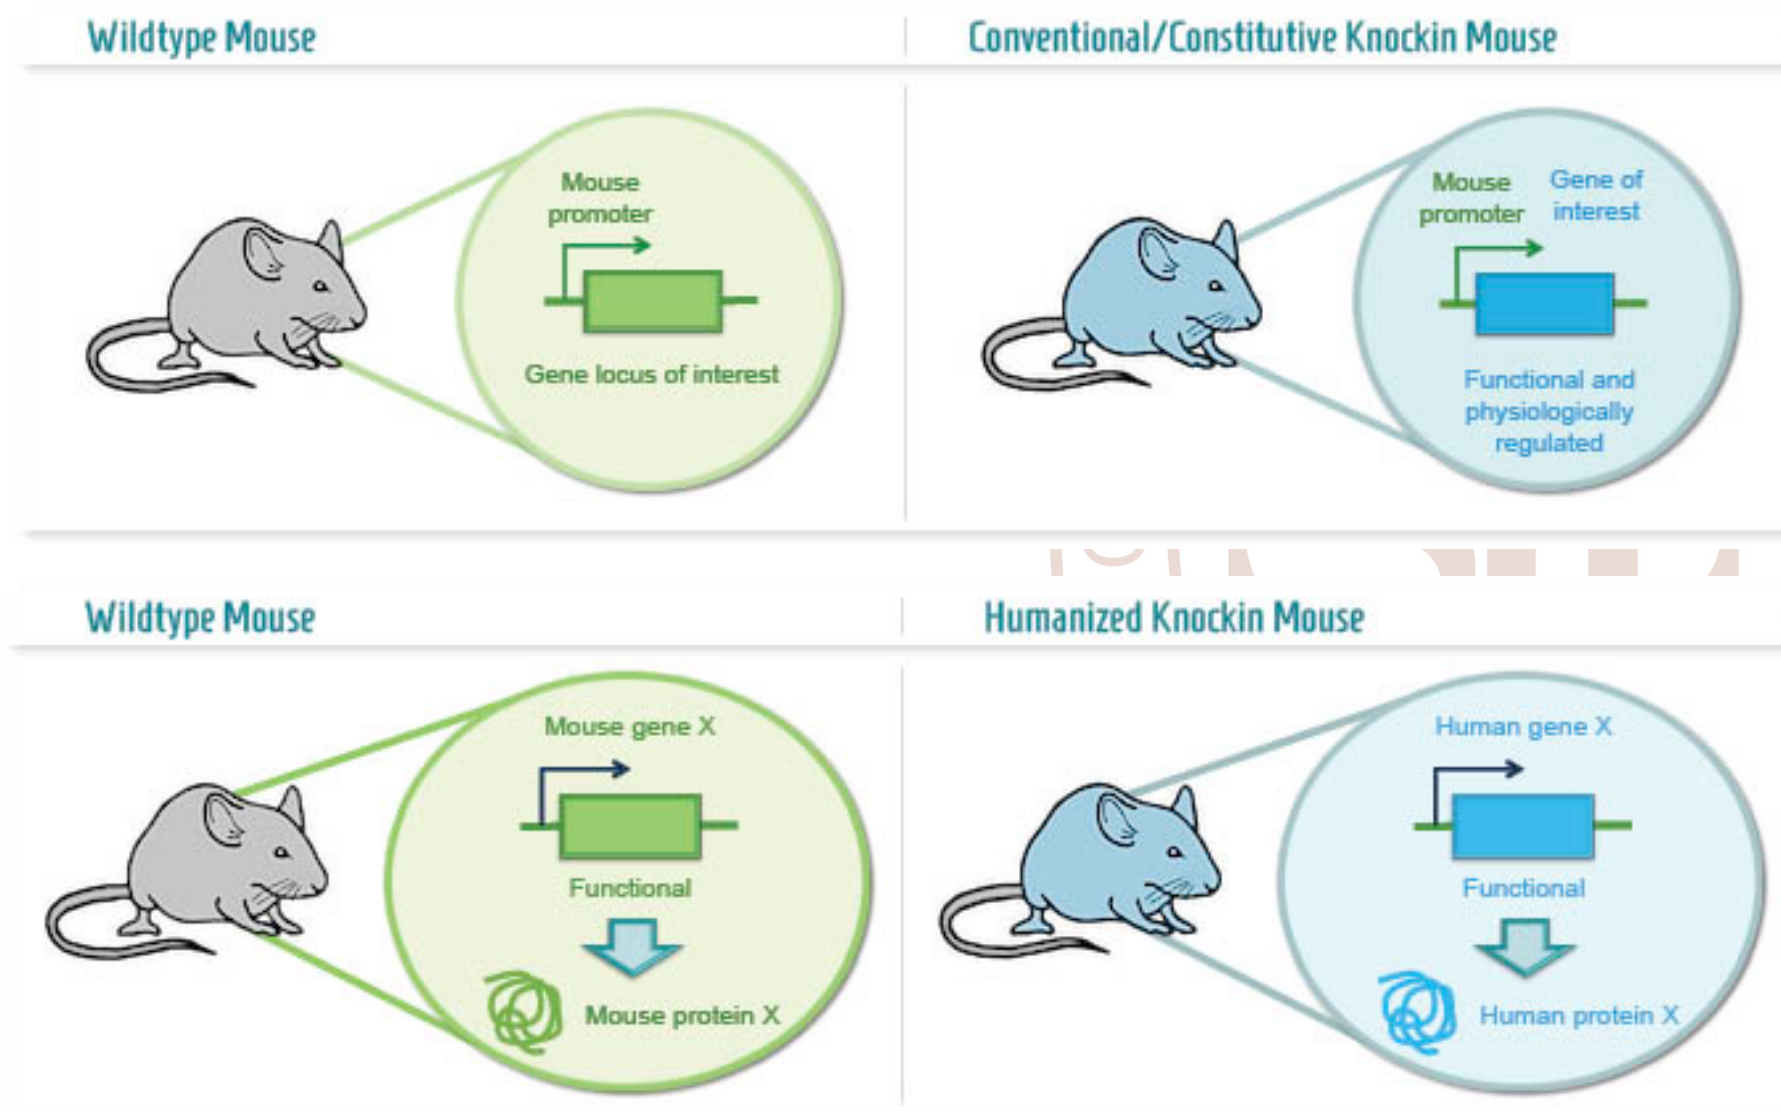 Wildtype Mouse
Conventional/Constitutive Knockin Mouse
Mouse
promoter
Gene locus of interest
Mouse
promoter
Gene of
interest
Functional and
physiologically
regulated
Wildtype Mouse
Humanized Knockin Mouse
Mouse gene X
Functional
Mouse protein X
Human gene X
Functional
Human protein X